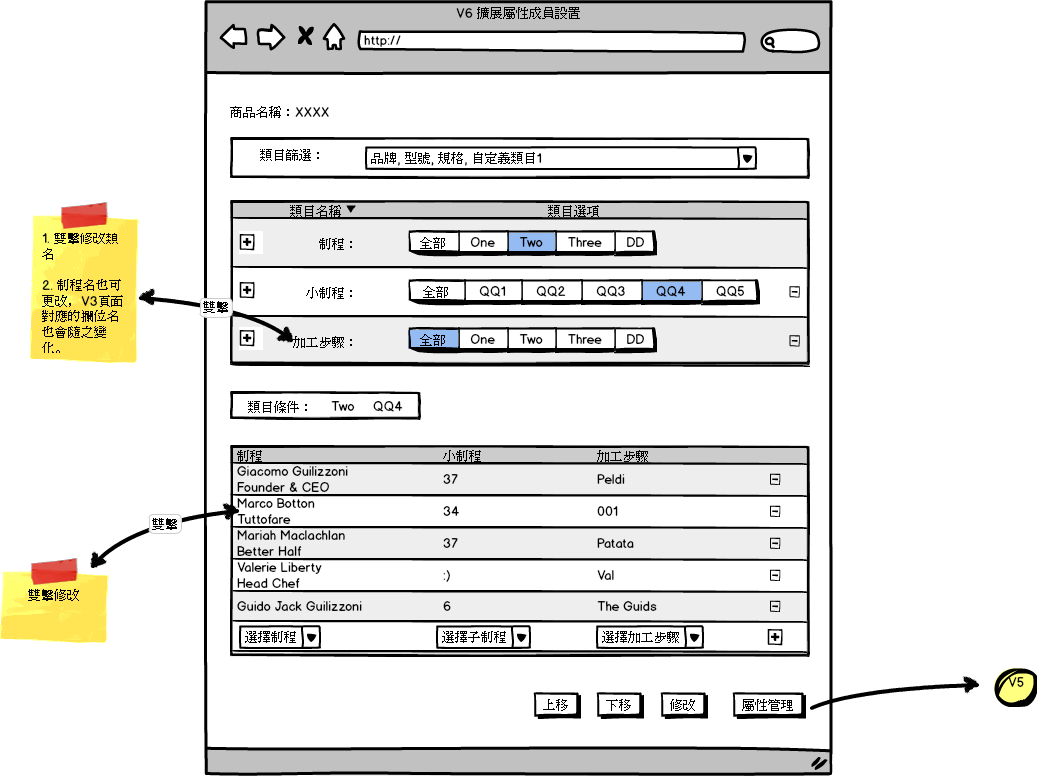 V6 擴展屬性成員設置
http://
商品名稱：XXXX
類目篩選： 品牌, 型號, 規格, 自定義類目1
類目名稱▼ 類目選項
制程： 全部 One Two Three DD
小制程： 全部 QQ1 QQ2 QQ3 QQ4 QQ5
加工步驟： 全部 One Two Three DD
1. 雙擊修改類
名
2. 制程名也可
更改，V3頁面
對應的欄位名
也會隨之變
化。
雙擊
類目條件： Two QQ4
制程 小制程 加工步驟
Giacomo Guilizzoni
Founder & CEO
37 Peldi
Marco Botton
Tuttofare
34 001
Mariah Maclachlan
Better Half
37 Patata
Valerie Liberty
Head Chef
:) Val
Guido Jack Guilizzoni 6 The Guids
選擇制程 選擇子制程 選擇加工步驟
雙擊
雙擊修改
上移 下移 修改 屬性管理
V5